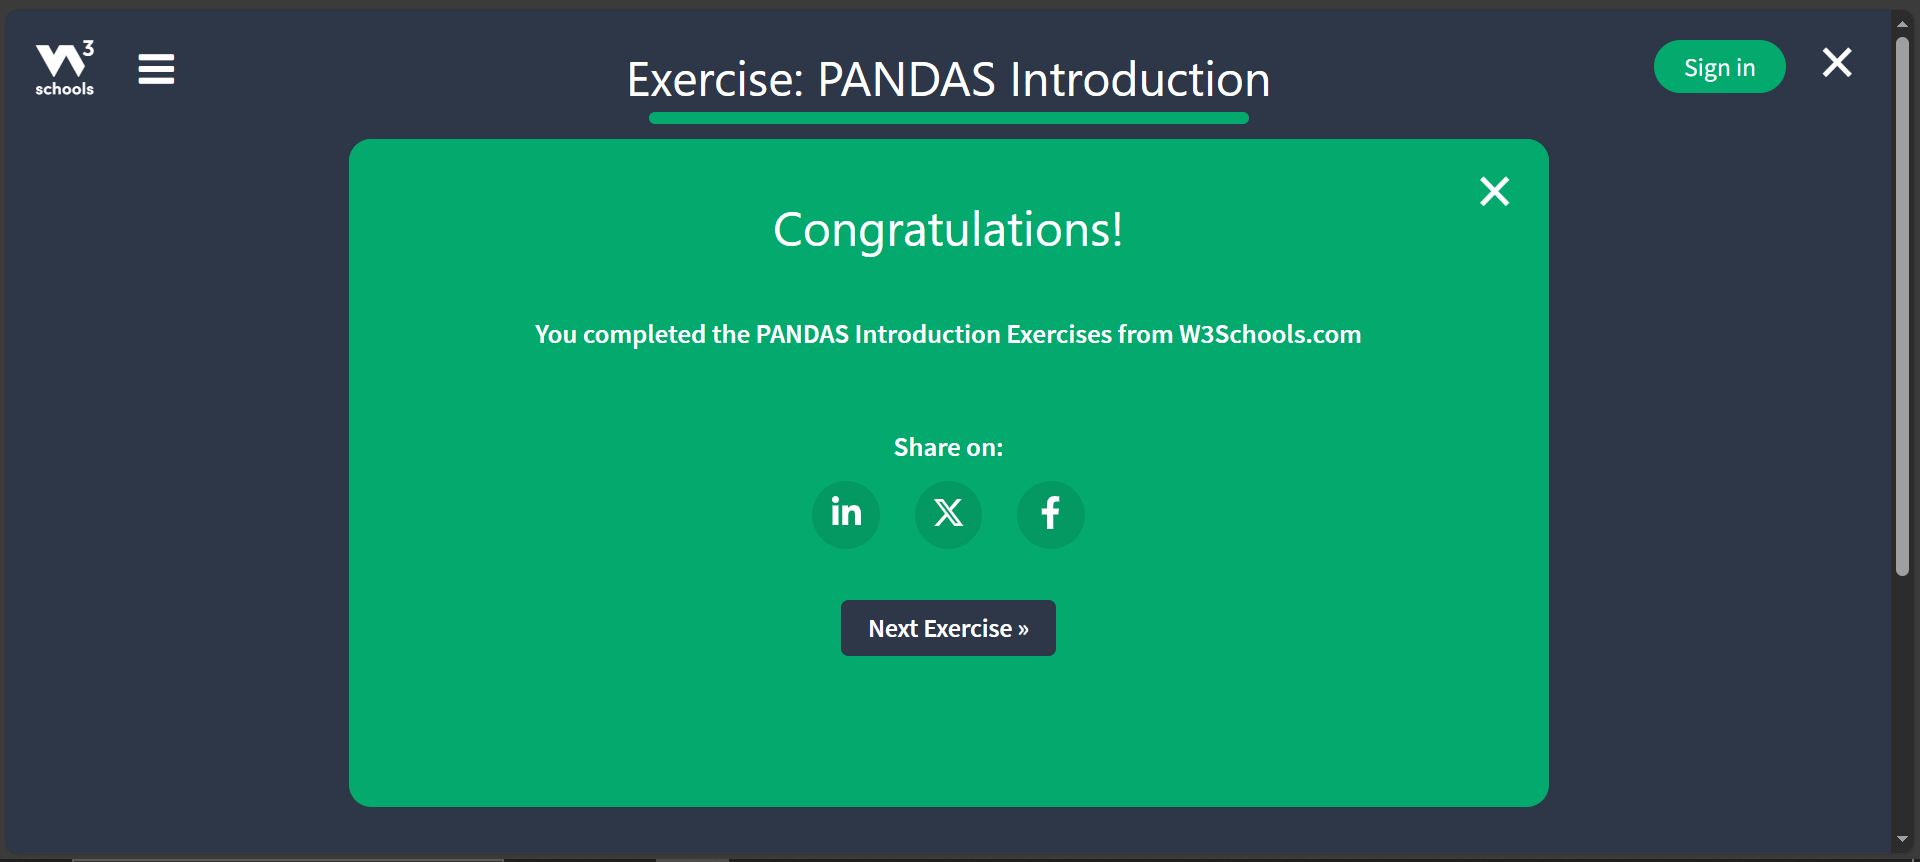 w3
schools
Exercise: PANDAS Introduction
Sign in
Congratulations!
You completed the PANDAS Introduction Exercises from W3Schools.com
Share on:
in
X
f
Next Exercise »